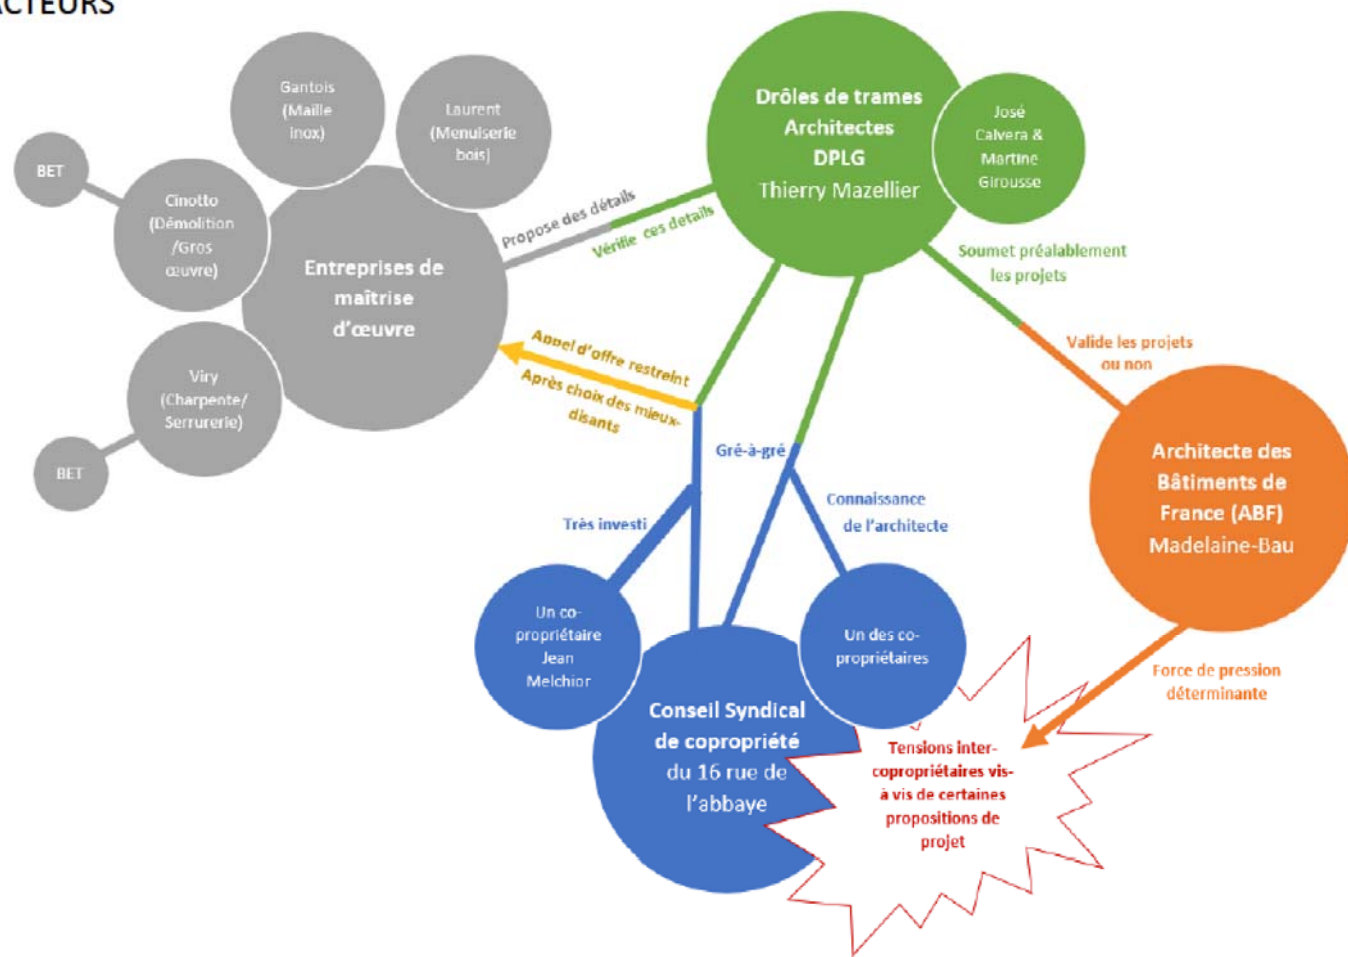 ACTEURS
Gantois
(Maille
inox)
Laurent
(Menuiserie
bois)
BET
Cinotto
(Démolition
/Gros
œuvre)
Entreprises de
maîtrise
d'œuvre
Viry
(Charpente/
Serrurerie)
BET
Propose des détails
Vérifie ces details
Drôles de trames
Architectes
DPLG
Thierry Mazellier
José
Calvera &
Martine
Girousse
Soumet préalablement
les projets
Valide les projets
ou non
Appel d'offre restreint
Après choix des mieux-
disants
Gré-à-gré
Très investi
Connaissance
de l'architecte
Architecte des
Bâtiments de
France (ABF)
Madelaine-Bau
Un co-
propriétaire
Jean
Melchior
Un des co-
propriétaires
Conseil Syndical
de copropriété
du 16 rue de
l'abbaye
Force de pression
déterminante
Tensions inter-
copropriétaires vis-
à vis de certaines
propositions de
projet